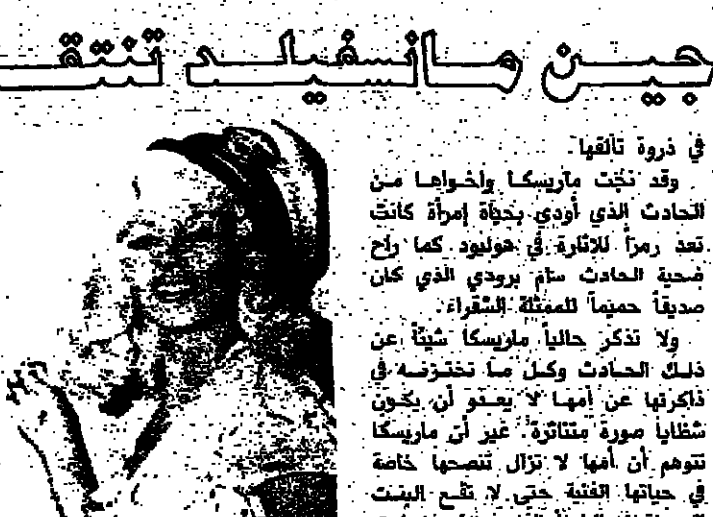 جين مانسفيلد تنتقـ
في ذروة تألقها.
وقد نجت ماريسكا وأخواها من
الحادث الذي أودى بحياة إمرأة كانت
تعد رمزاً للاثارة في هوليود كما راح
ضحية الحادث سام برودي الذي كان
صديقاً حميماً للممثلة الشقراء.
ولا تذكر حالياً ماريسكا شيئاً عن
ذلك الحادث وكل ما تختزنه في
ذاكرتها عن أمها لا يعدو أن يكون
شظايا صورة متناثرة. غير أن ماريسكا
تتوهم أن أمها لا تزال تنصحها خاصة
في حياتها الفنية حتى لا تقع البنت